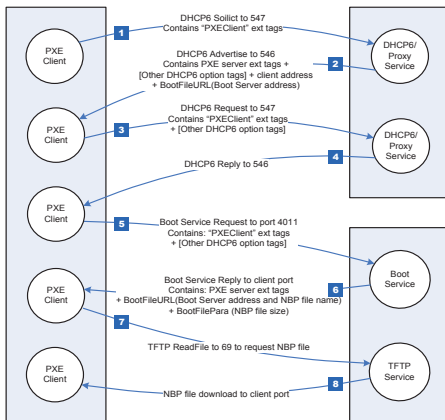 DHCP6 Soilict to 547
Contains "PXEClient" ext tags
1
PXE
Client
DHCP6/
Proxy
Service
DHCP6 Advertise to 546
Contains PXE server ext tags +
[Other DHCP6 option tags] + client address
+ BootFileURL(Boot Server address)
2
PXE
Client
DHCP6 Request to 547
Contains "PXEClient" ext tags
+ [Other DHCP6 option tags]
3
DHCP6/
Proxy
Service
DHCP6 Reply to 546
4
PXE
Client
5
Boot Service Request to port 4011
Contains: "PXEClient" ext tags
+ [Other DHCP6 option tags]
Boot
Service
Boot Service Reply to client port
Contains: PXE server ext tags
+ BootFileURL(Boot Server address and NBP file name)
+ BootFilePara (NBP file size)
6
PXE
Client
7
TFTP ReadFile to 69 to request NBP file
TFTP
Service
8
PXE
Client
NBP file download to client port